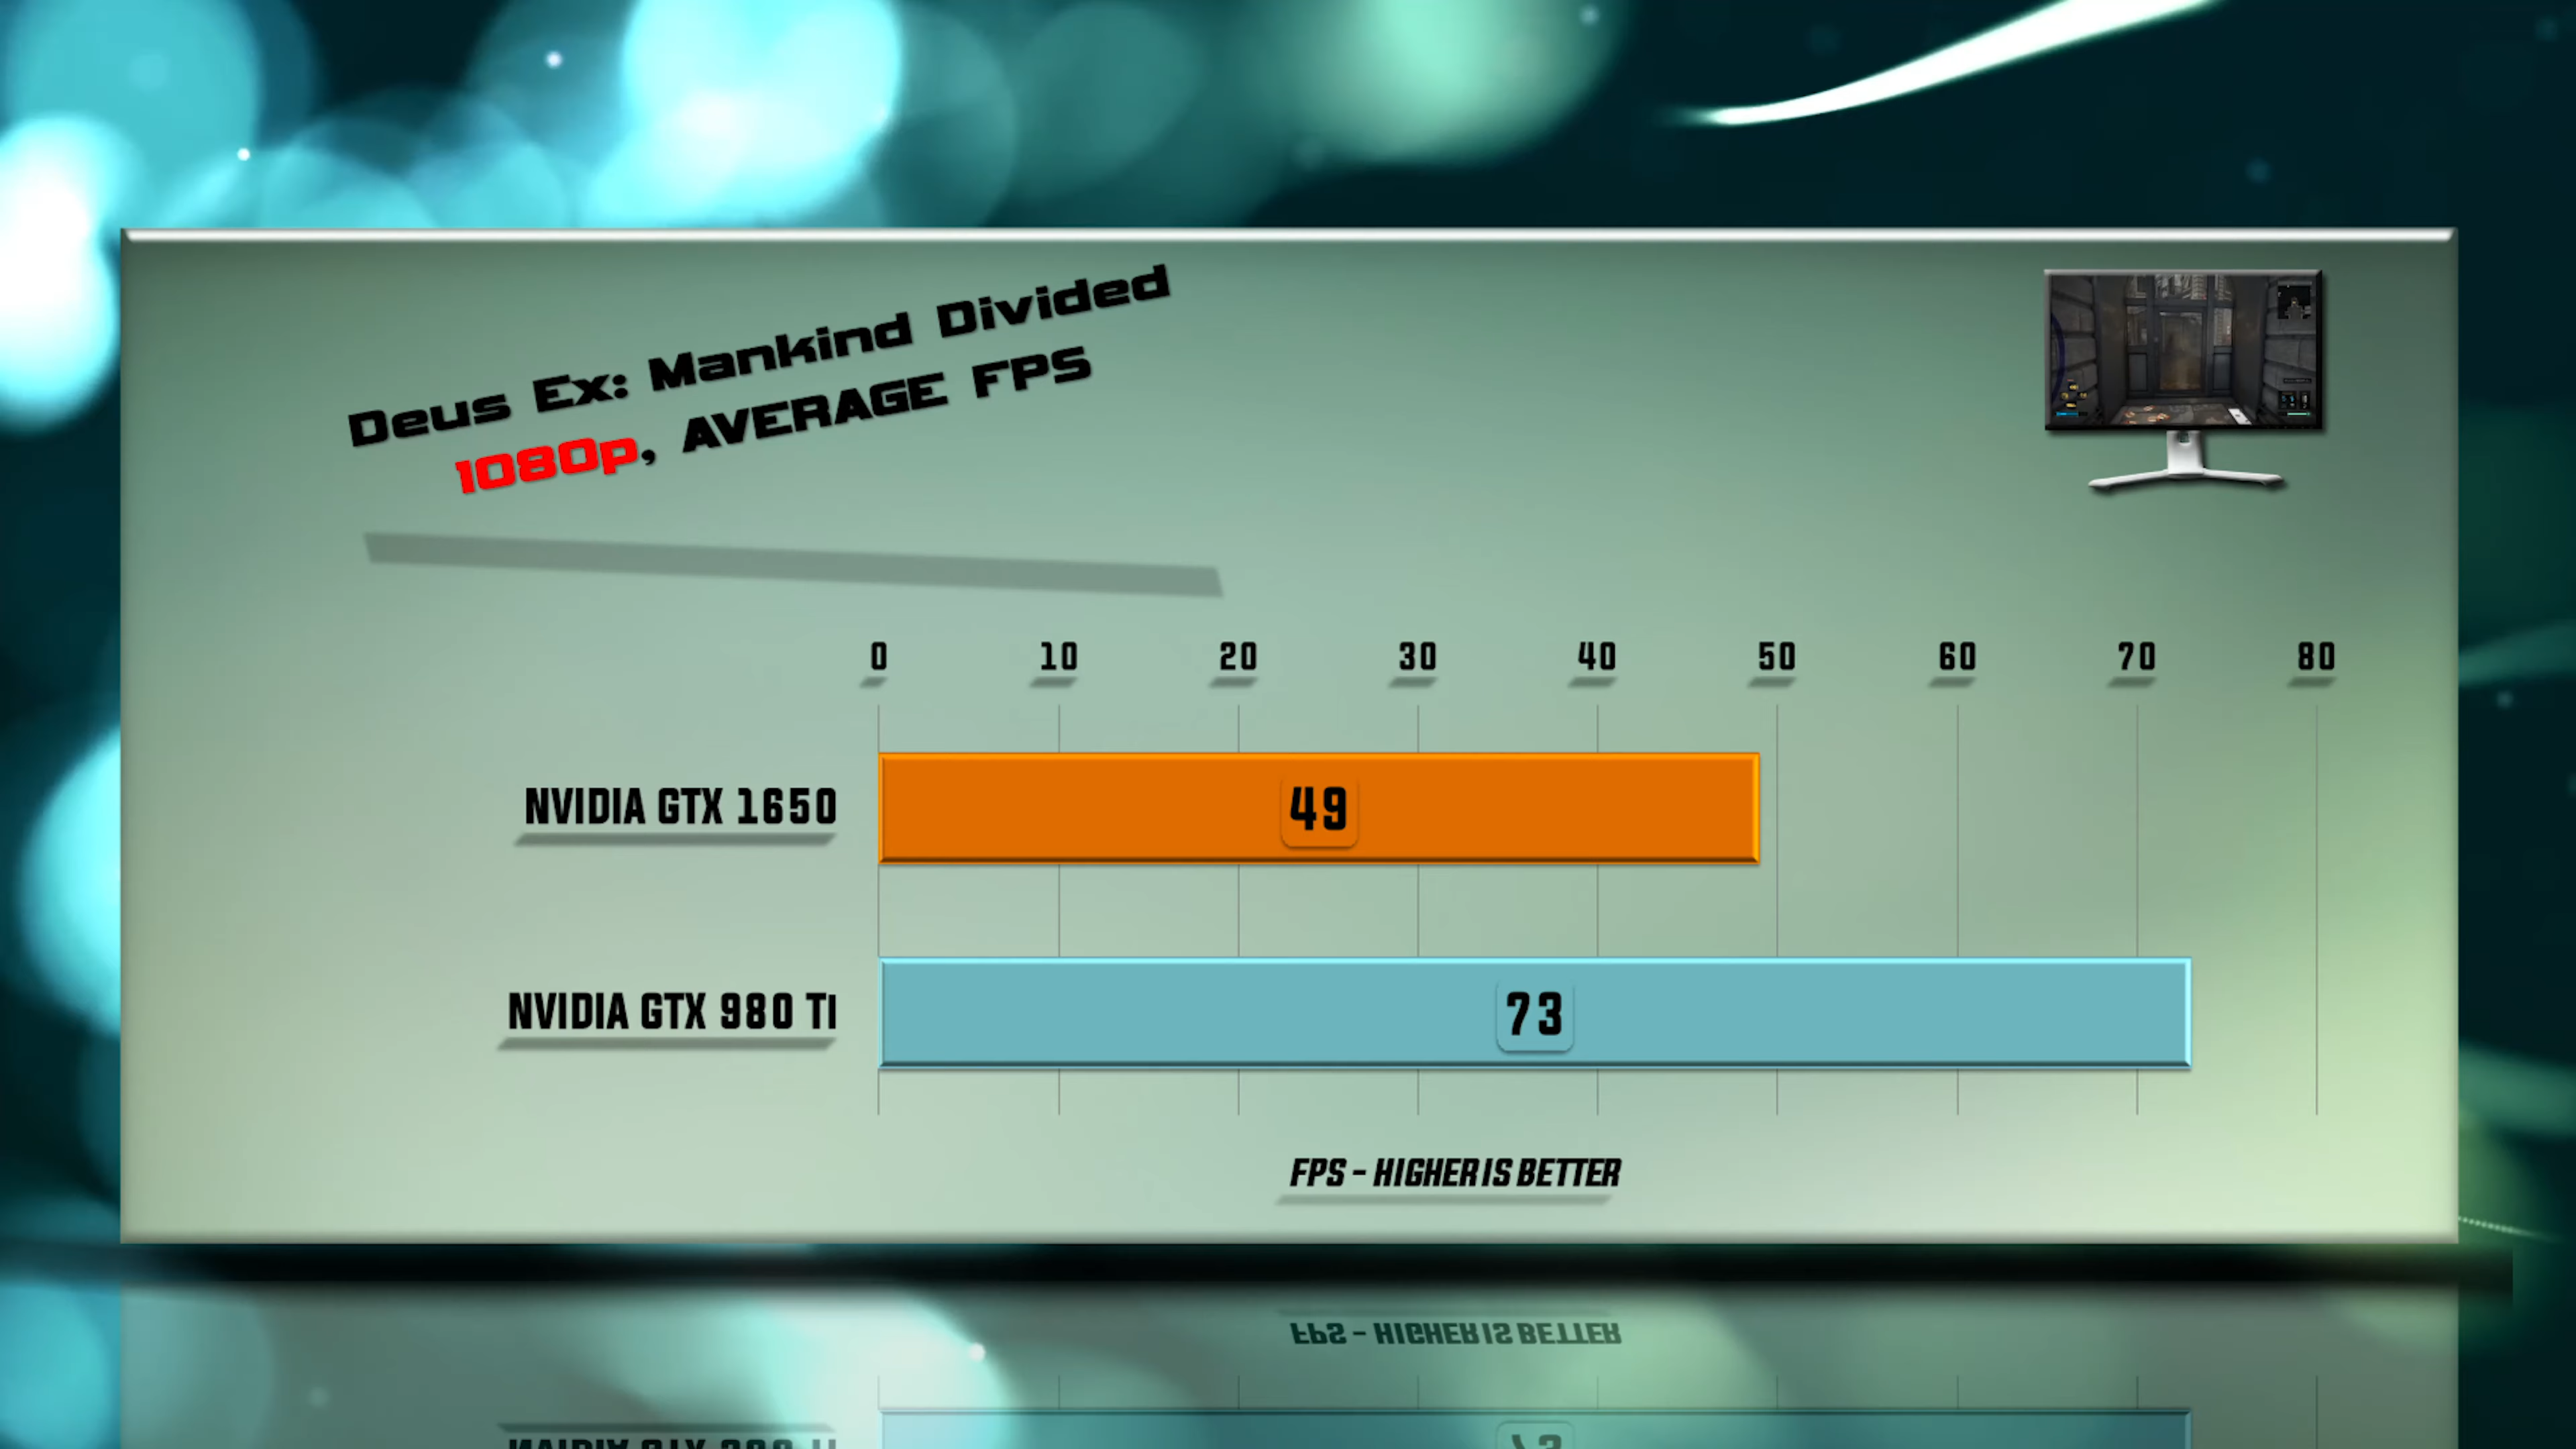 Deus Ex: Mankind Divided
1080p, AVERAGE FPS
0 10 20 30 40 50 60 70 80
NVIDIA GTX 1650
49
NVIDIA GTX 980 TI
73
FPS - HIGHER IS BETTER